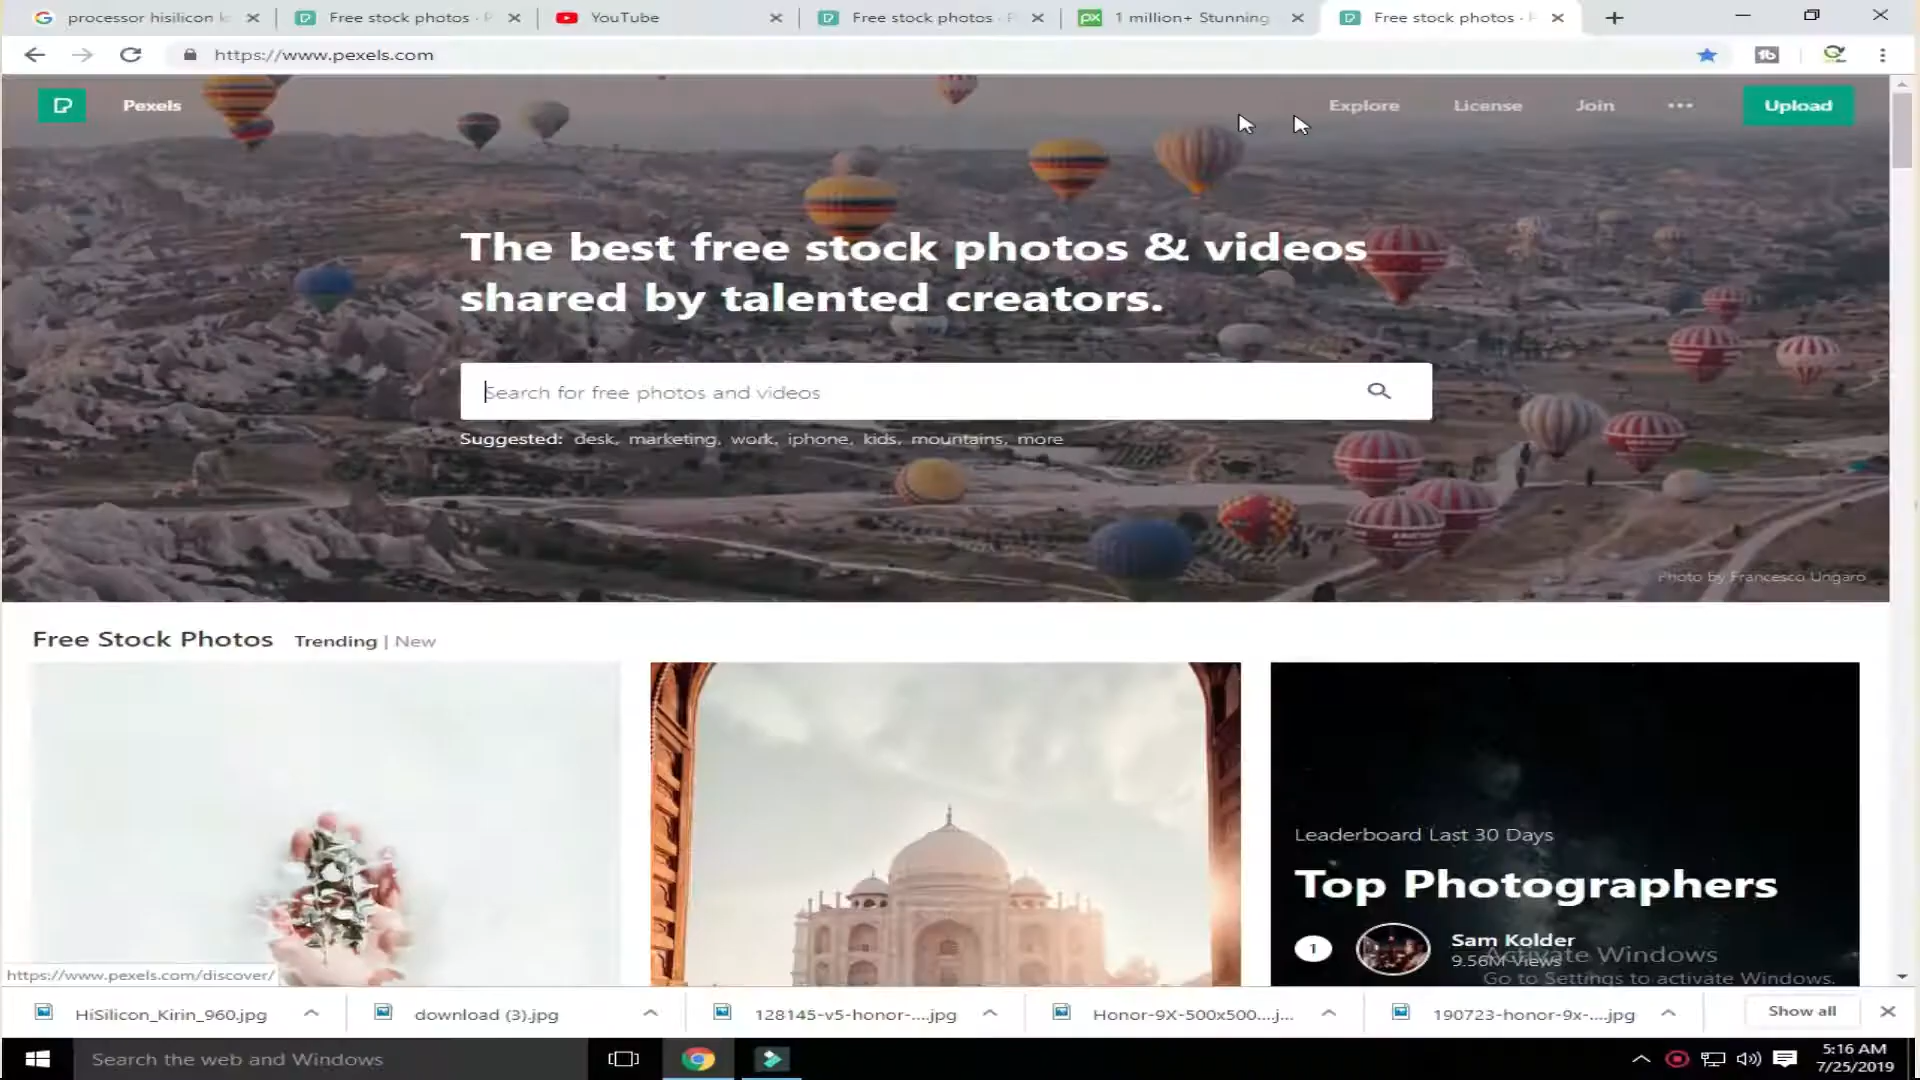 processor hisilicon
Free stock photos ·
YouTube
Free stock photos ·
1 million+ Stunning
Free stock photos ·
https://www.pexels.com
Pexels
Explore
License
Join
Upload
The best free stock photos & videos
shared by talented creators.
Search for free photos and videos
Suggested: desk, marketing, work, iphone, kids, mountains, more
Photo by Francesco Ungaro
Free Stock Photos Trending | New
Leaderboard Last 30 Days
Top Photographers
1
Sam Kolder
9.56M Views
Activate Windows
Go to Settings to activate Windows.
https://www.pexels.com/discover/
HiSilicon_Kirin_960.jpg
download (3).jpg
128145-v5-honor-....jpg
Honor-9X-500x500....j...
190723-honor-9x-....jpg
Show all
Search the web and Windows
5:16 AM
7/25/2019